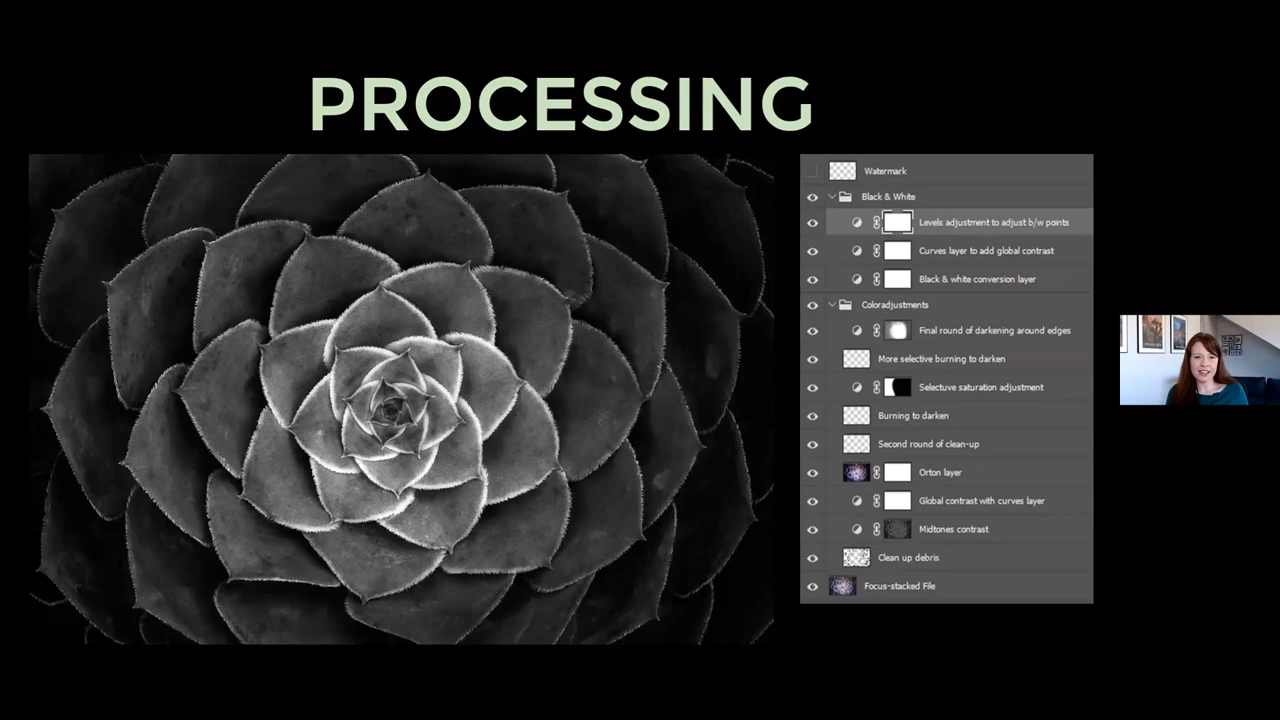 PROCESSING
Watermark
Black & White
Levels adjustment to adjust b/w points
Curves layer to add global contrast
Black & white conversion layer
Coloradjustments
Final round of darkening around edges
More selective burning to darken
Selectuve saturation adjustment
Burning to darken
Second round of clean-up
Orton layer
Global contrast with curves layer
Midtones contrast
Clean up debris
Focus-stacked File